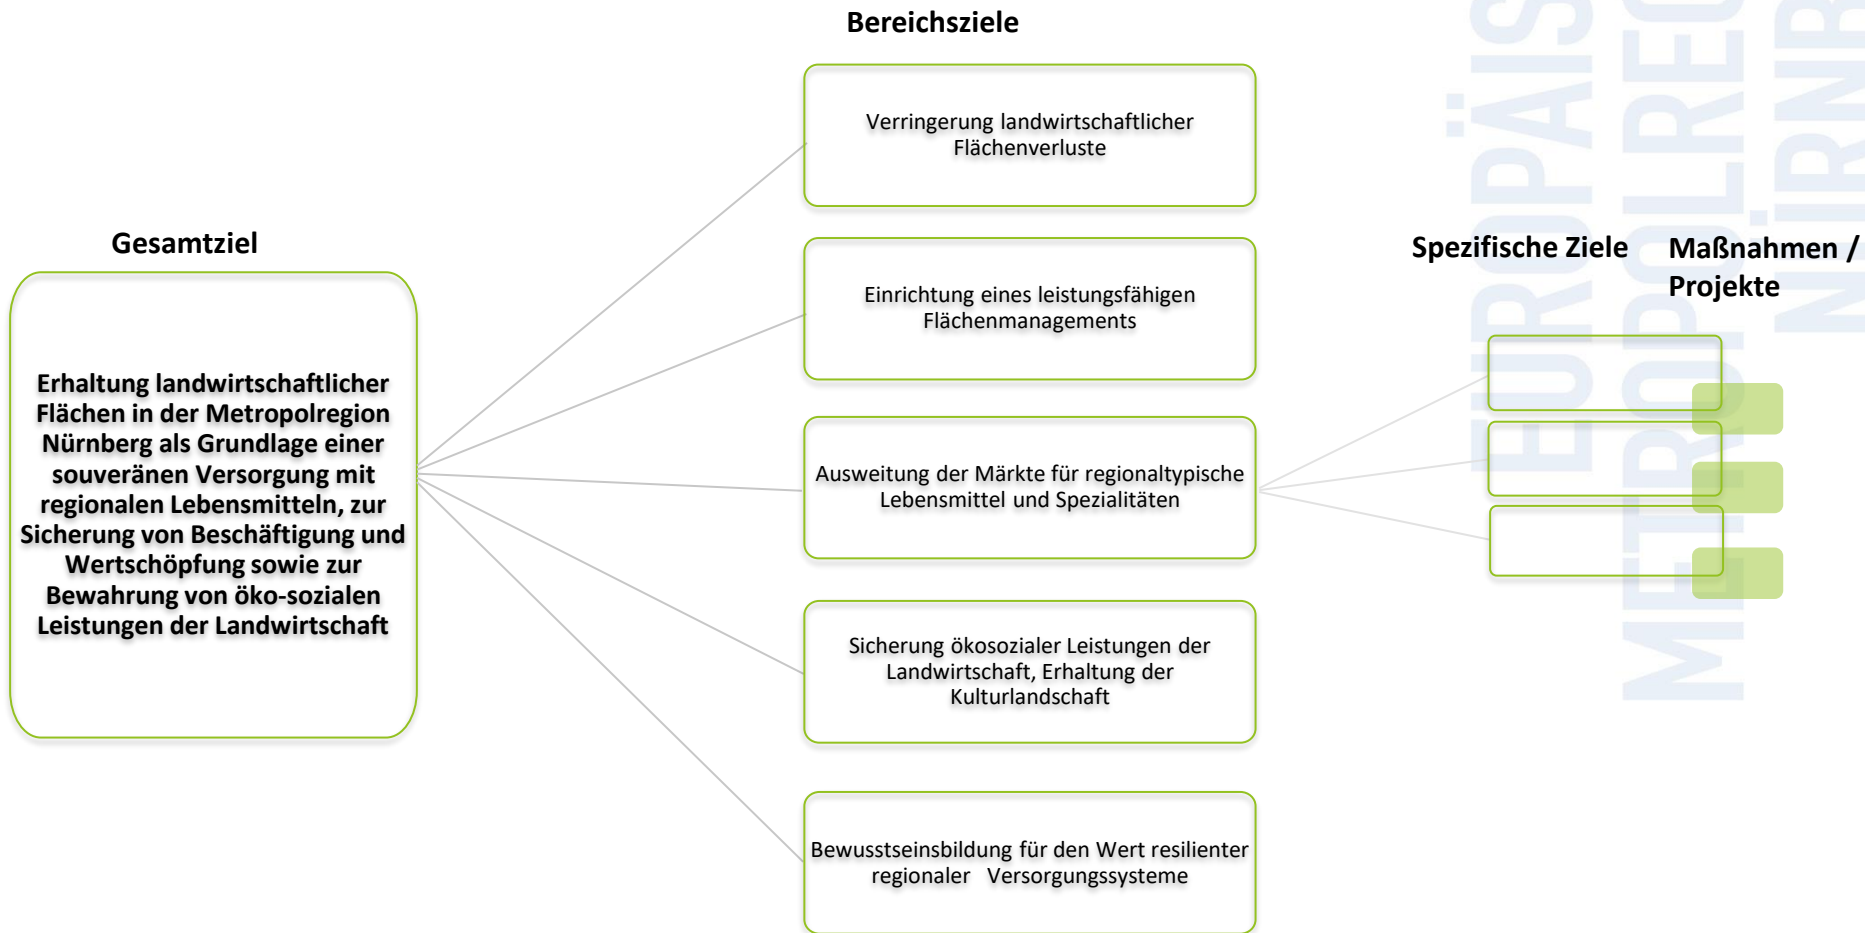 Bereichsziele
Verringerung landwirtschaftlicher
Flächenverluste
Gesamtziel
Erhaltung landwirtschaftlicher
Flächen in der Metropolregion
Nürnberg als Grundlage einer
souveränen Versorgung mit
regionalen Lebensmitteln, zur
Sicherung von Beschäftigung und
Wertschöpfung sowie zur
Bewahrung von öko-sozialen
Leistungen der Landwirtschaft
Einrichtung eines leistungsfähigen
Flächenmanagements
Ausweitung der Märkte für regionaltypische
Lebensmittel und Spezialitäten
Sicherung ökosozialer Leistungen der
Landwirtschaft, Erhaltung der
Kulturlandschaft
Bewusstseinsbildung für den Wert resilienter
regionaler Versorgungssysteme
Spezifische Ziele
Maßnahmen /
Projekte
EUROPÄIS
METROPOLREG